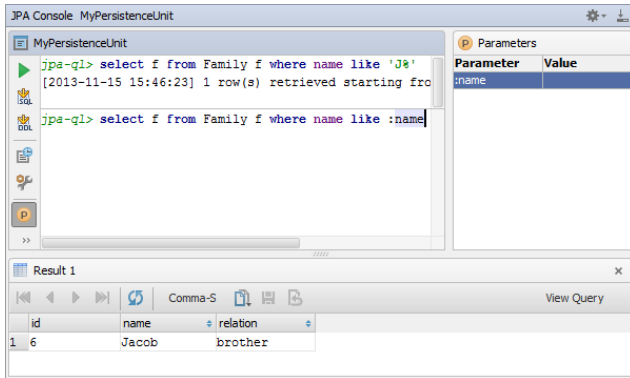 JPA Console MyPersistenceUnit
MyPersistenceUnit
Parameters
jpa-ql> select f from Family f where name like 'J%'
[2013-11-15 15:46:23] 1 row(s) retrieved starting fro
jpa-ql> select f from Family f where name like :name
SQL
DDL
P
P
Parameter Value
:name
Result 1
Comma-S
View Query
id name relation
1 6 Jacob brother